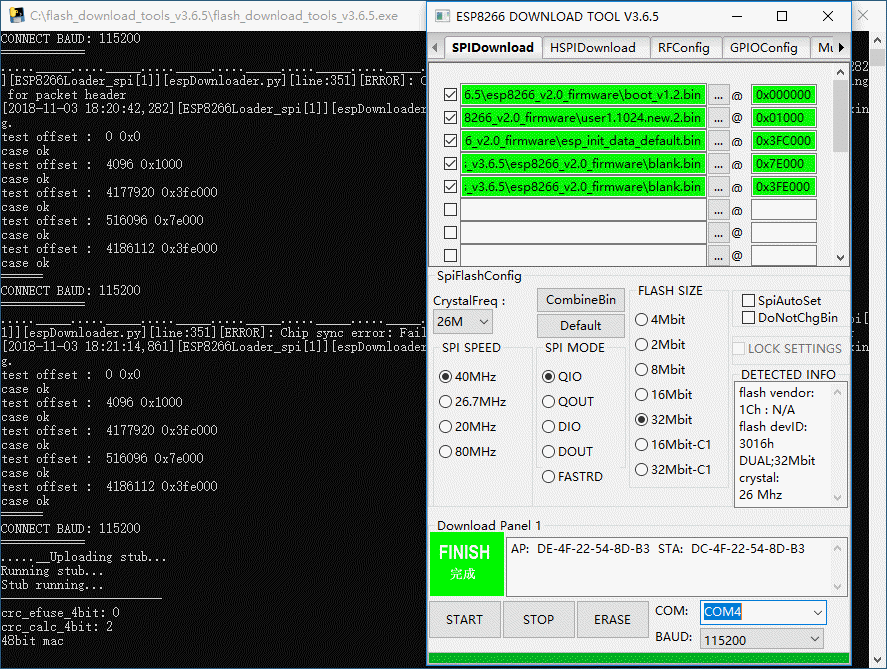 C:\flash_download_tools_v3.6.5\flash_download_tools_v3.6.5.exe
CONNECT BAUD: 115200
][ESP8266Loader_spi[1]][espDownloader.py][line:351][ERROR]:
for packet header
[2018-11-03 18:20:42,282][ESP8266Loader_spi[1]][espDownloader
g.
test offset : 0 0x0
case ok
test offset : 4096 0x1000
case ok
test offset : 4177920 0x3fc000
case ok
test offset : 516096 0x7e000
case ok
test offset : 4186112 0x3fe000
case ok
======
CONNECT BAUD: 115200
============
1]][espDownloader.py][line:351][ERROR]: Chip sync error: Fail
[2018-11-03 18:21:14,861][ESP8266Loader_spi[1]][espDownloader
g.
test offset : 0 0x0
case ok
test offset : 4096 0x1000
case ok
test offset : 4177920 0x3fc000
case ok
test offset : 516096 0x7e000
case ok
test offset : 4186112 0x3fe000
case ok
======
CONNECT BAUD: 115200
============
.....__Uploading stub...
Running stub...
Stub running...
crc_efuse_4bit: 0
crc_calc_4bit: 2
48bit mac
ESP8266 DOWNLOAD TOOL V3.6.5
SPIDownload HSPIDownload RFConfig GPIOConfig Mu
6.5\esp8266_v2.0_firmware\boot_v1.2.bin ... @ 0x000000
8266_v2.0_firmware\user1.1024.new.2.bin ... @ 0x01000
6_v2.0_firmware\esp_init_data_default.bin ... @ 0x3FC000
:_v3.6.5\esp8266_v2.0_firmware\blank.bin ... @ 0x7E000
:_v3.6.5\esp8266_v2.0_firmware\blank.bin ... @ 0x3FE000
... @
... @
... @
SpiFlashConfig
CrystalFreq :
26M
CombineBin
Default
SPI SPEED
40MHz
26.7MHz
20MHz
80MHz
SPI MODE
QIO
QOUT
DIO
DOUT
FASTRD
FLASH SIZE
4Mbit
2Mbit
8Mbit
16Mbit
32Mbit
16Mbit-C1
32Mbit-C1
SpiAutoSet
DoNotChgBin
LOCK SETTINGS
DETECTED INFO
flash vendor:
1Ch : N/A
flash devID:
3016h
DUAL;32Mbit
crystal:
26 Mhz
Download Panel 1
FINISH
完成
AP: DE-4F-22-54-8D-B3 STA: DC-4F-22-54-8D-B3
START STOP ERASE
COM: COM4
BAUD: 115200